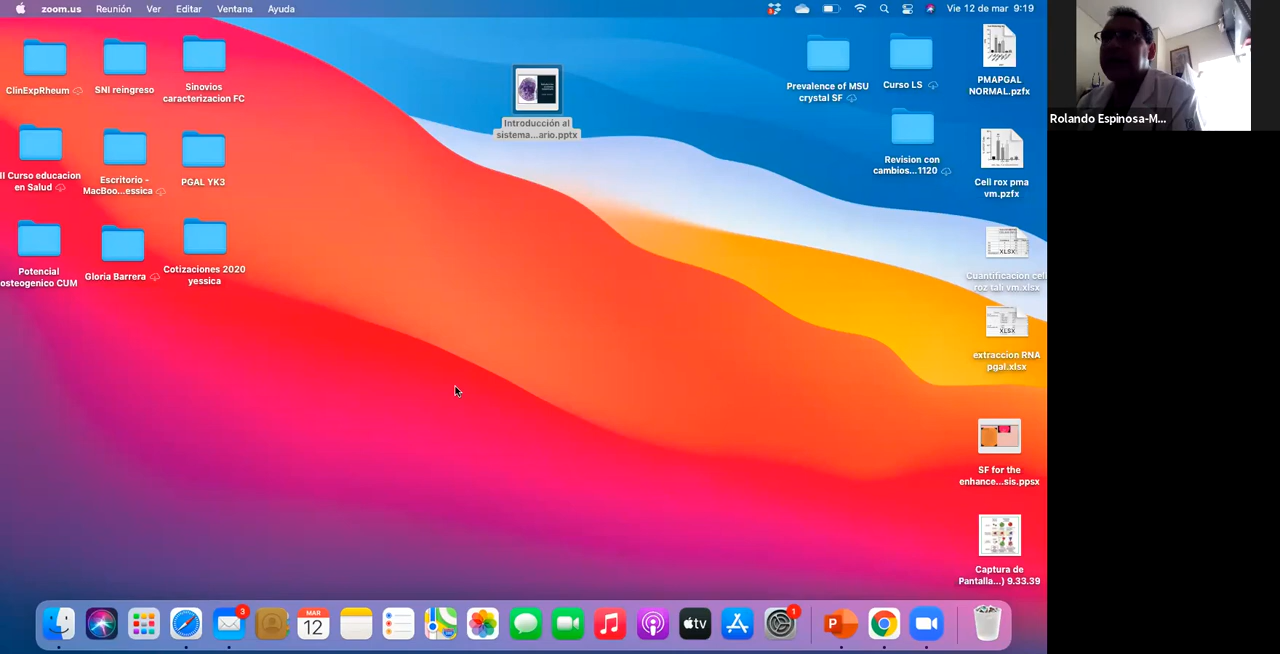 zoom.us Reunión Ver Editar Ventana Ayuda
Vie 12 de mar 9:19
ClinExpRheum
SNI reingreso
Sinovios
caracterizacion FC
II Curso educacion
en Salud
Escritorio -
MacBoo...essica
PGAL YK3
Potencial
osteogenico CUM
Gloria Barrera
Cotizaciones 2020
yessica
Introducción al
sistema...ario.pptx
Prevalence of MSU
crystal SF
Curso LS
PMAPGAL
NORMAL.pzfx
Revision con
cambios...1120
Cell rox pma
vm.pzfx
XLSX
Cuantificacion cell
roz tali vm.xlsx
XLSX
extraccion RNA
pgal.xlsx
SF for the
enhance...sis.ppsx
Captura de
Pantalla...) 9.33.39
Rolando Espinosa-M...
3
MAR
12
tv
1
P